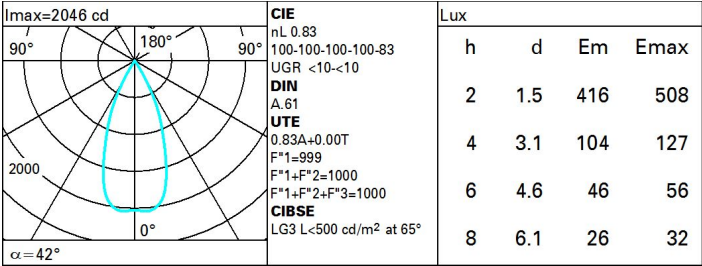 Imax=2046 cd
90° 180° 90°
2000
0°
α=42°
CIE
nL 0.83
100-100-100-100-83
UGR <10-<10
DIN
A.61
UTE
0.83A+0.00T
F"1=999
F"1+F"2=1000
F"1+F"2+F"3=1000
CIBSE
LG3 L<500 cd/m² at 65°
Lux
h d Em Emax
2 1.5 416 508
4 3.1 104 127
6 4.6 46 56
8 6.1 26 32